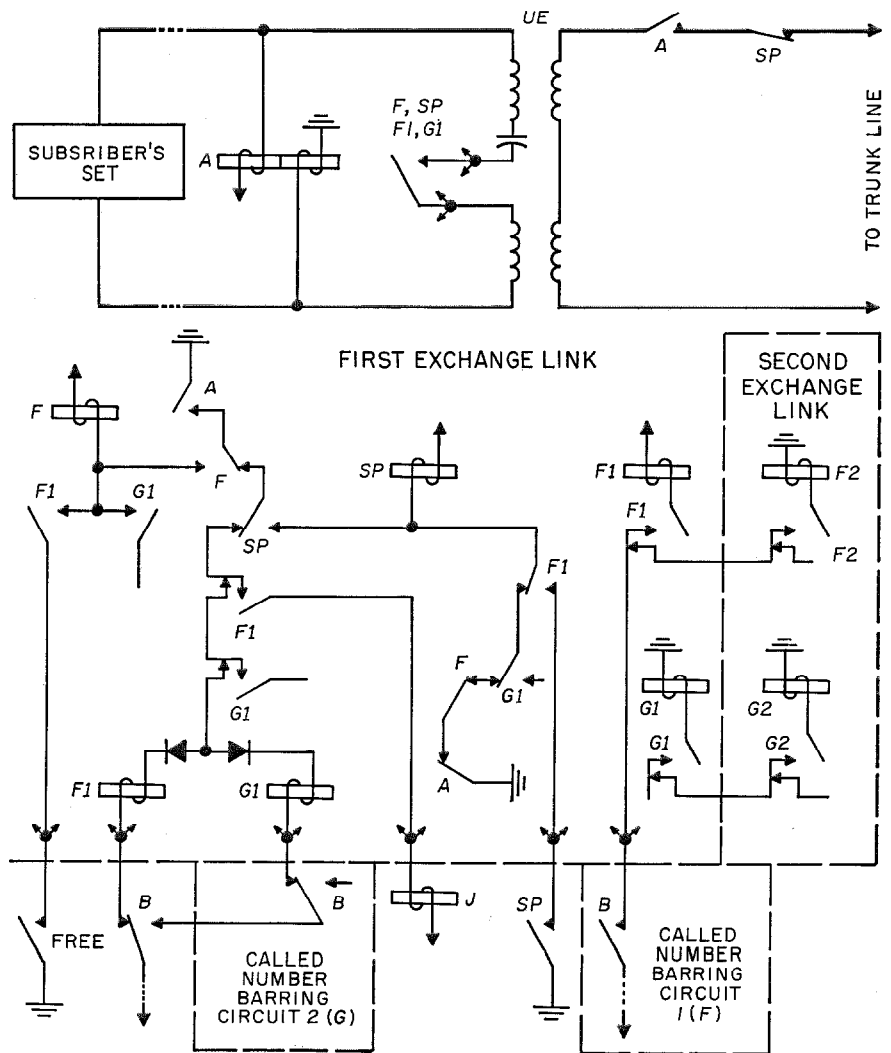 UE
A
SP
F, SP
F1, G1
SUBSRIBER'S
SET
A
TO TRUNK LINE
FIRST EXCHANGE LINK
SECOND
EXCHANGE
LINK
A
F
F
SP
F1
F2
F1
G1
F1
F2
SP
F1
F1
G1
F
G1
G1
G2
G1
G2
F1
G1
A
B
B
J
SP
B
FREE
CALLED
NUMBER
BARRING
CIRCUIT 2 (G)
CALLED
NUMBER
BARRING
CIRCUIT
1 (F)